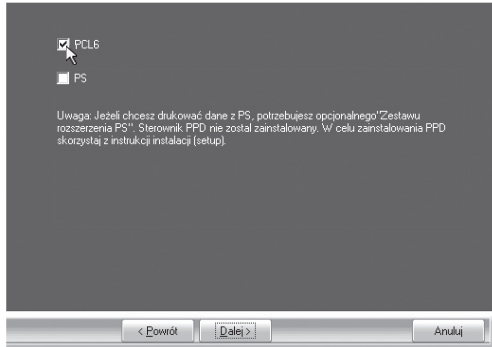 PCL6
PS
Uwaga: Jeżeli chcesz drukować dane z PS, potrzebujesz opcjonalnego"Zestawu
rozszerzenia PS". Sterownik PPD nie zostal zainstalowany. W celu zainstalowania PPD
skorzystaj z instrukcji instalacji (setup).
< Powrót Dalej > Anuluj